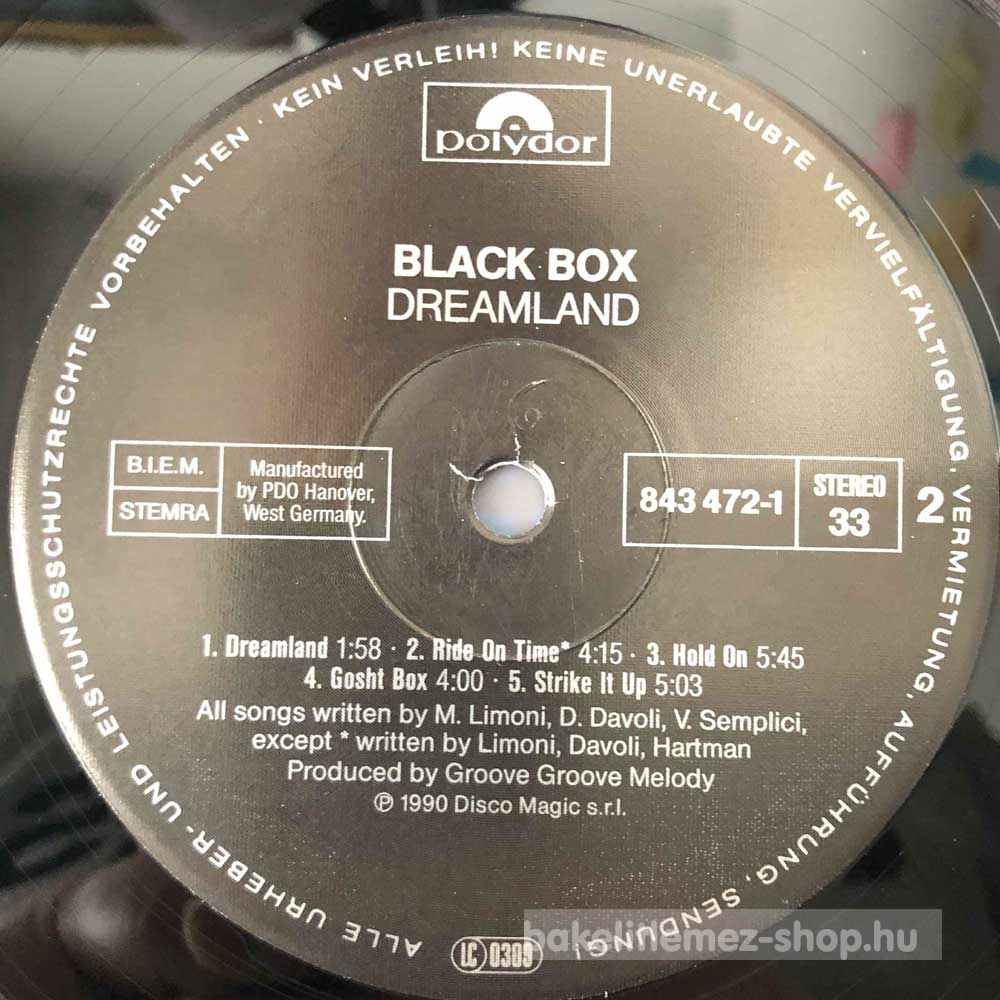 ALLE URHEBER- UND LEISTUNGSSCHUTZRECHTE VORBEHALTEN · KEIN VERLEIH! KEINE UNERLAUBTE VERVIELFÄLTIGUNG, VERMIETUNG, AUFFÜHRUNG, SENDUNG!
polydor
BLACK BOX
DREAMLAND
B.I.E.M.
STEMRA
Manufactured
by PDO Hanover,
West Germany.
843 472-1
STEREO
33
2
1. Dreamland 1:58 · 2. Ride On Time* 4:15 · 3. Hold On 5:45
4. Gosht Box 4:00 · 5. Strike It Up 5:03
All songs written by M. Limoni, D. Davoli, V. Semplici,
except * written by Limoni, Davoli, Hartman
Produced by Groove Groove Melody
℗ 1990 Disco Magic s.r.l.
LC 0309
bakelitlemez-shop.hu